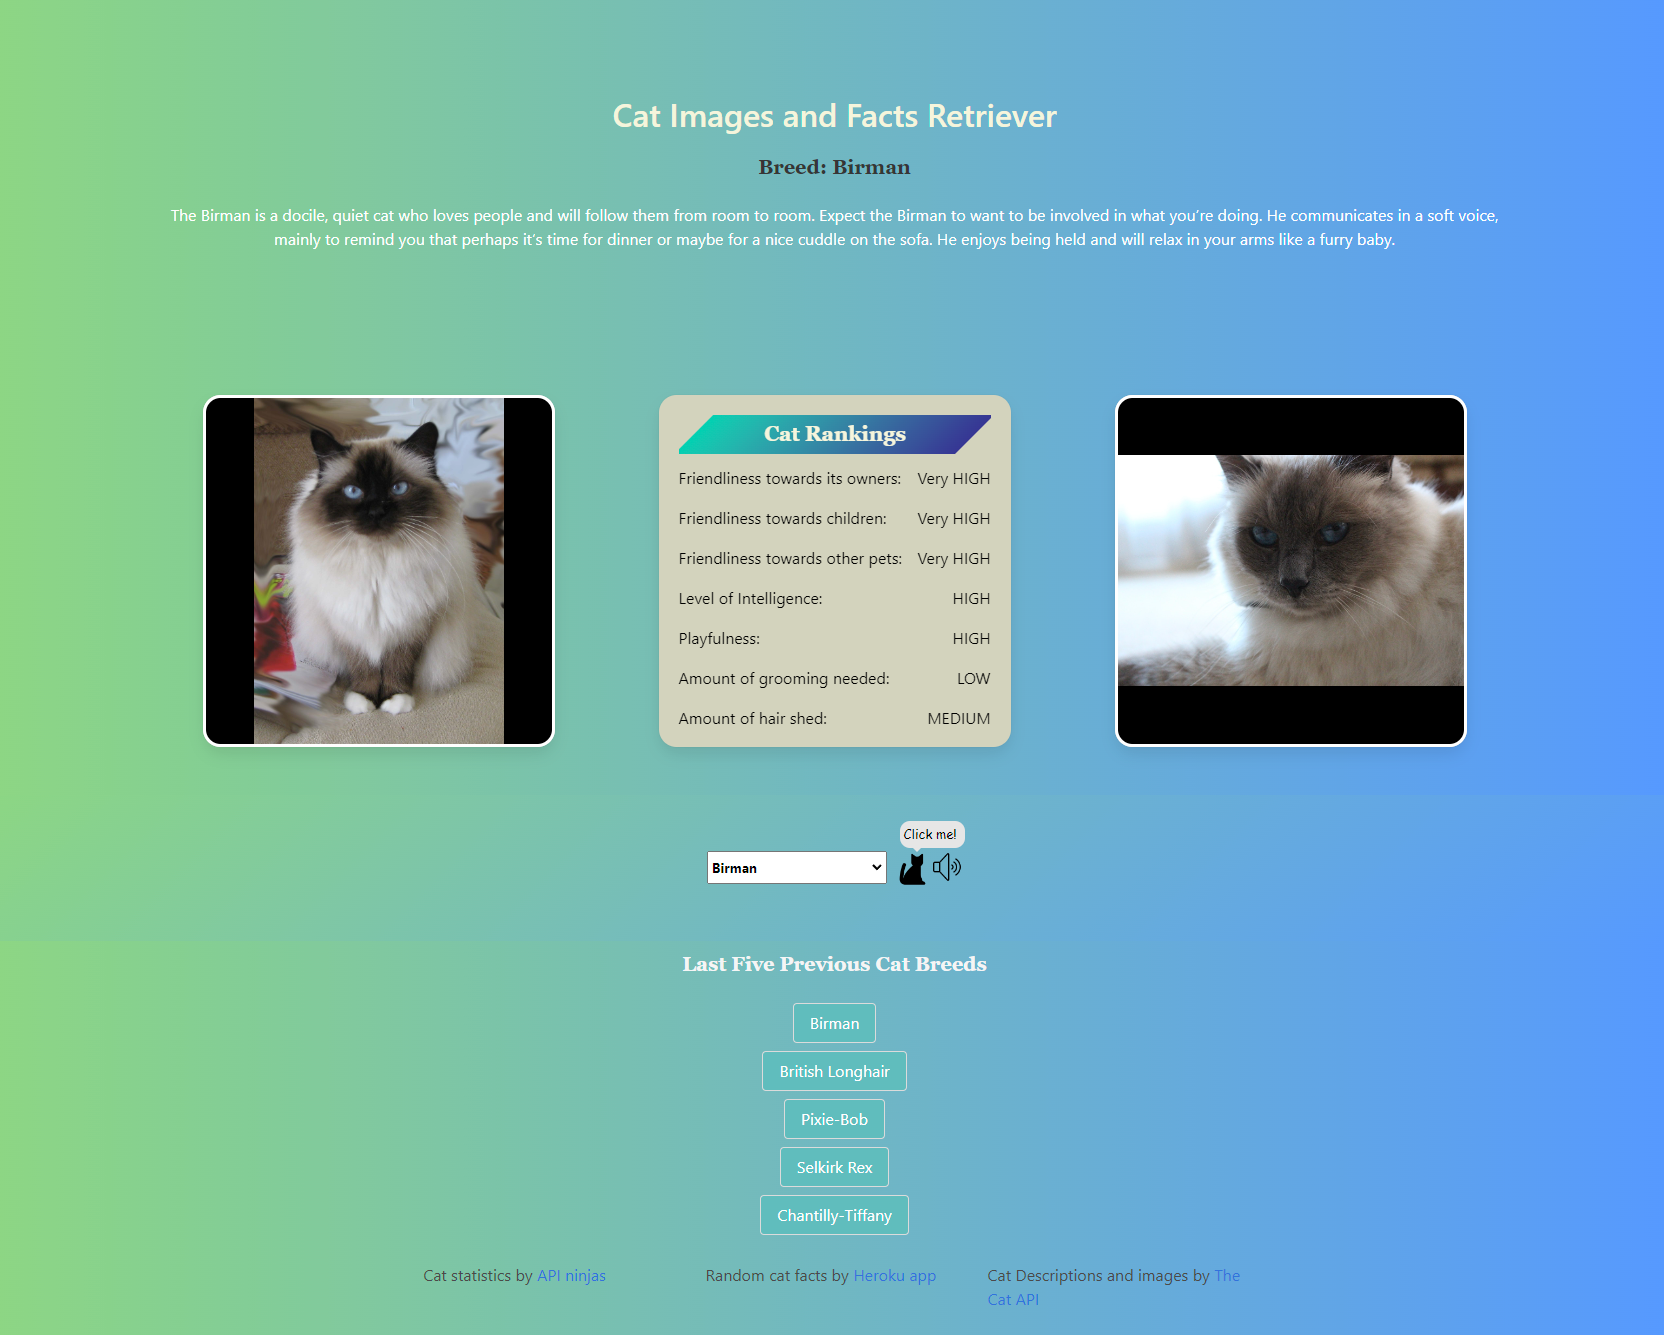 Cat Images and Facts Retriever
Breed: Birman
The Birman is a docile, quiet cat who loves people and will follow them from room to room. Expect the Birman to want to be involved in what you’re doing. He communicates in a soft voice,
mainly to remind you that perhaps it’s time for dinner or maybe for a nice cuddle on the sofa. He enjoys being held and will relax in your arms like a furry baby.
Cat Rankings
Friendliness towards its owners: Very HIGH
Friendliness towards children: Very HIGH
Friendliness towards other pets: Very HIGH
Level of Intelligence: HIGH
Playfulness: HIGH
Amount of grooming needed: LOW
Amount of hair shed: MEDIUM
Click me!
Birman
Last Five Previous Cat Breeds
Birman
British Longhair
Pixie-Bob
Selkirk Rex
Chantilly-Tiffany
Cat statistics by API ninjas
Random cat facts by Heroku app
Cat Descriptions and images by The
Cat API